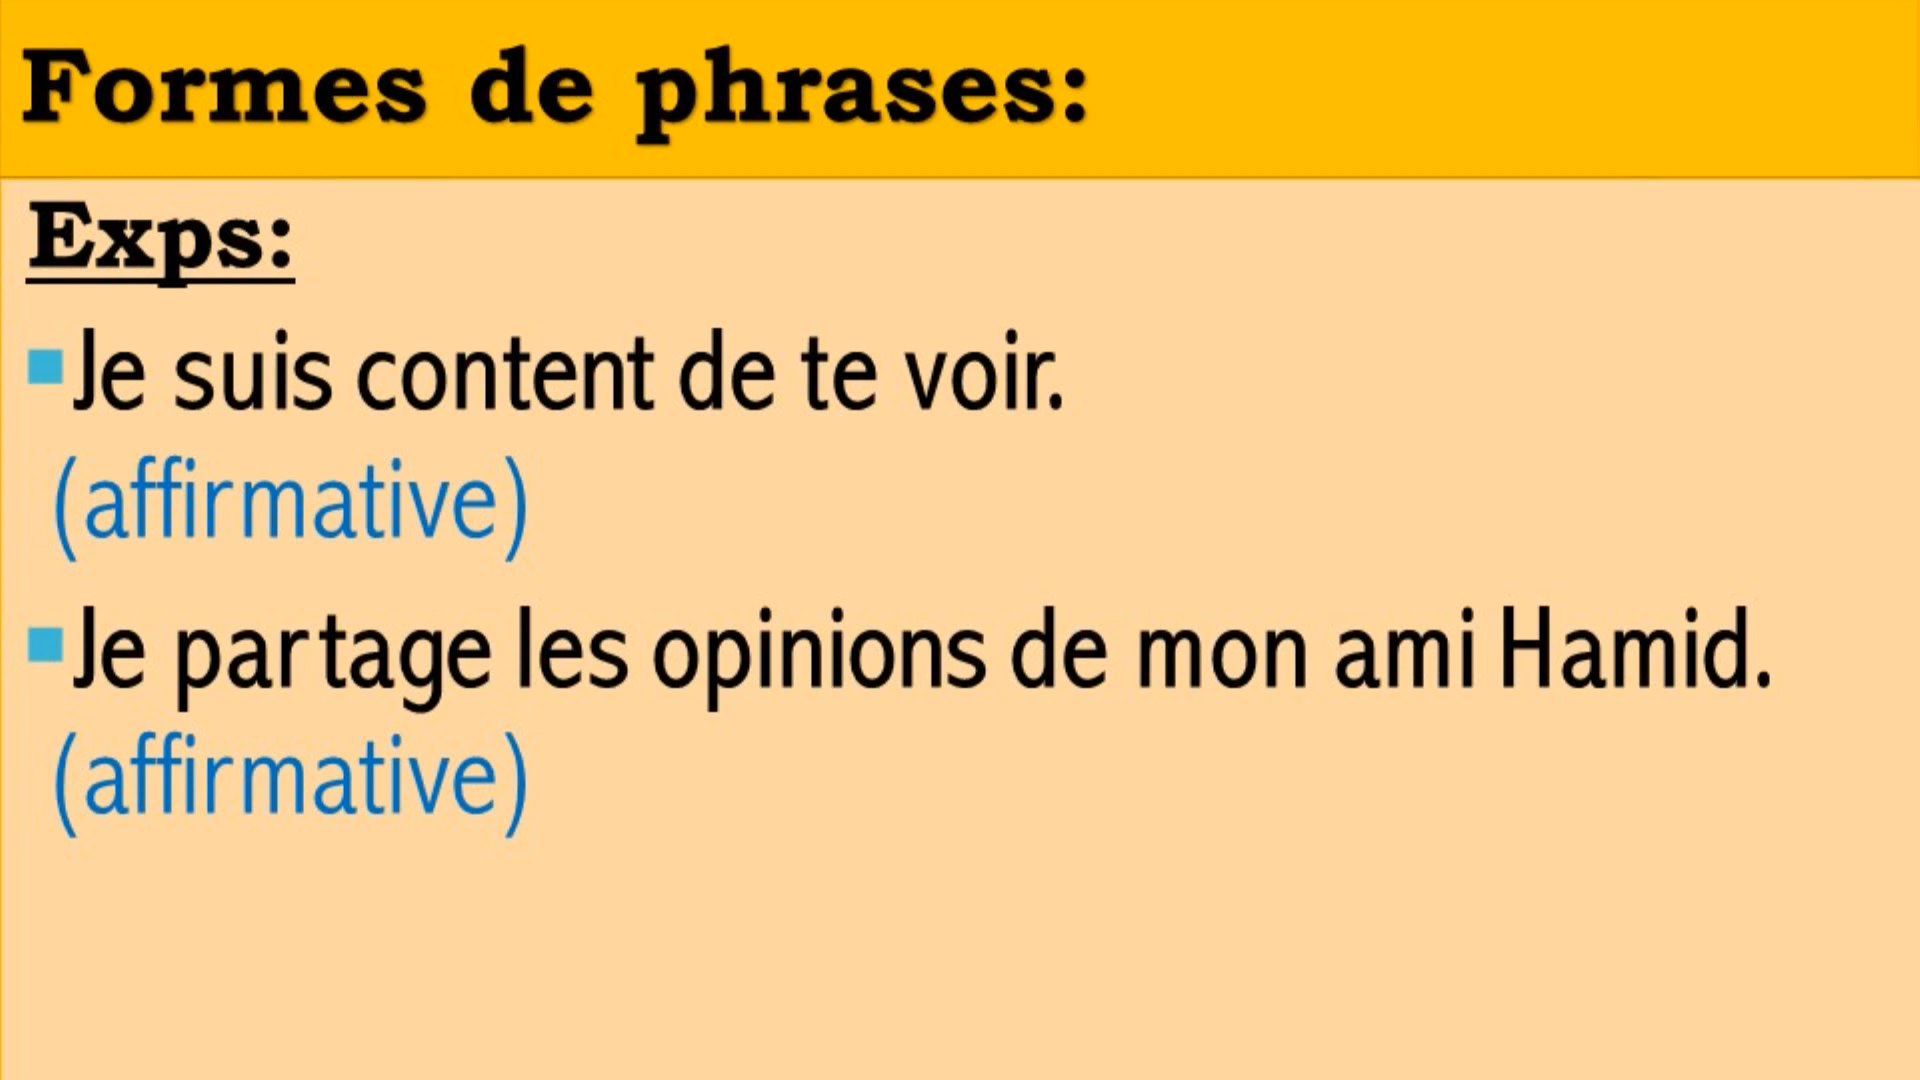 Formes de phrases:
Exps:
Je suis content de te voir.
(affirmative)
Je partage les opinions de mon ami Hamid.
(affirmative)